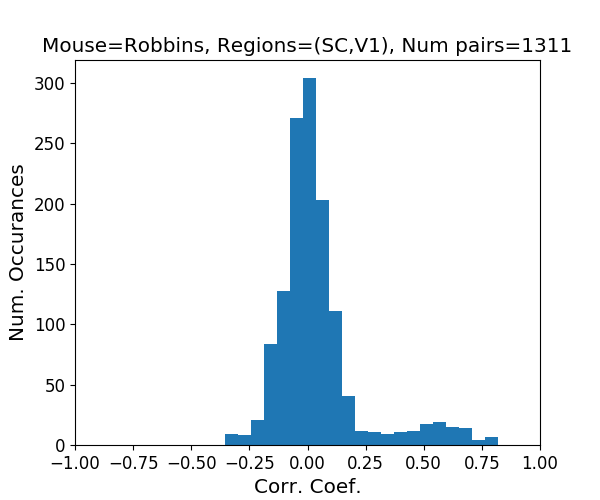 Mouse=Robbins, Regions=(SC,V1), Num pairs=1311
300
250
200
150
100
50
0
Num. Occurances
−1.00 −0.75 −0.50 −0.25 0.00 0.25 0.50 0.75 1.00
Corr. Coef.